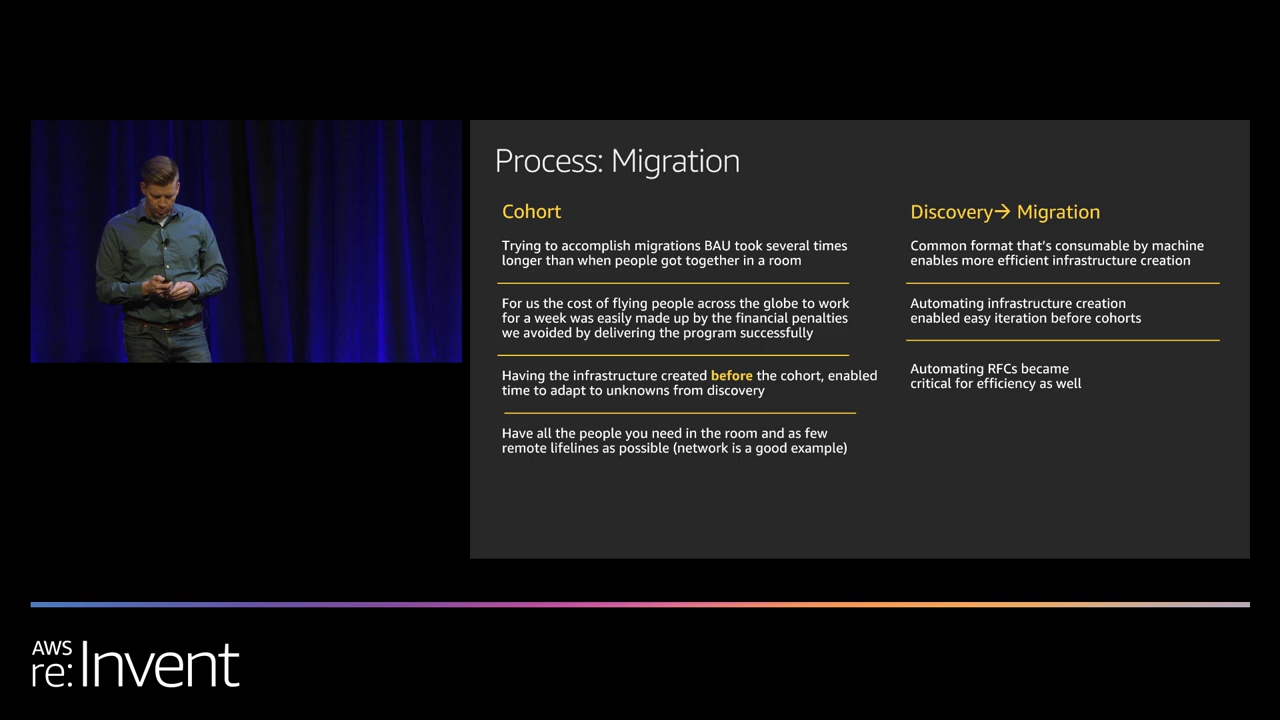 Process: Migration
Cohort
Trying to accomplish migrations BAU took several times
longer than when people got together in a room
For us the cost of flying people across the globe to work
for a week was easily made up by the financial penalties
we avoided by delivering the program successfully
Having the infrastructure created before the cohort, enabled
time to adapt to unknowns from discovery
Have all the people you need in the room and as few
remote lifelines as possible (network is a good example)
Discovery→ Migration
Common format that's consumable by machine
enables more efficient infrastructure creation
Automating infrastructure creation
enabled easy iteration before cohorts
Automating RFCs became
critical for efficiency as well
AWS
re:Invent